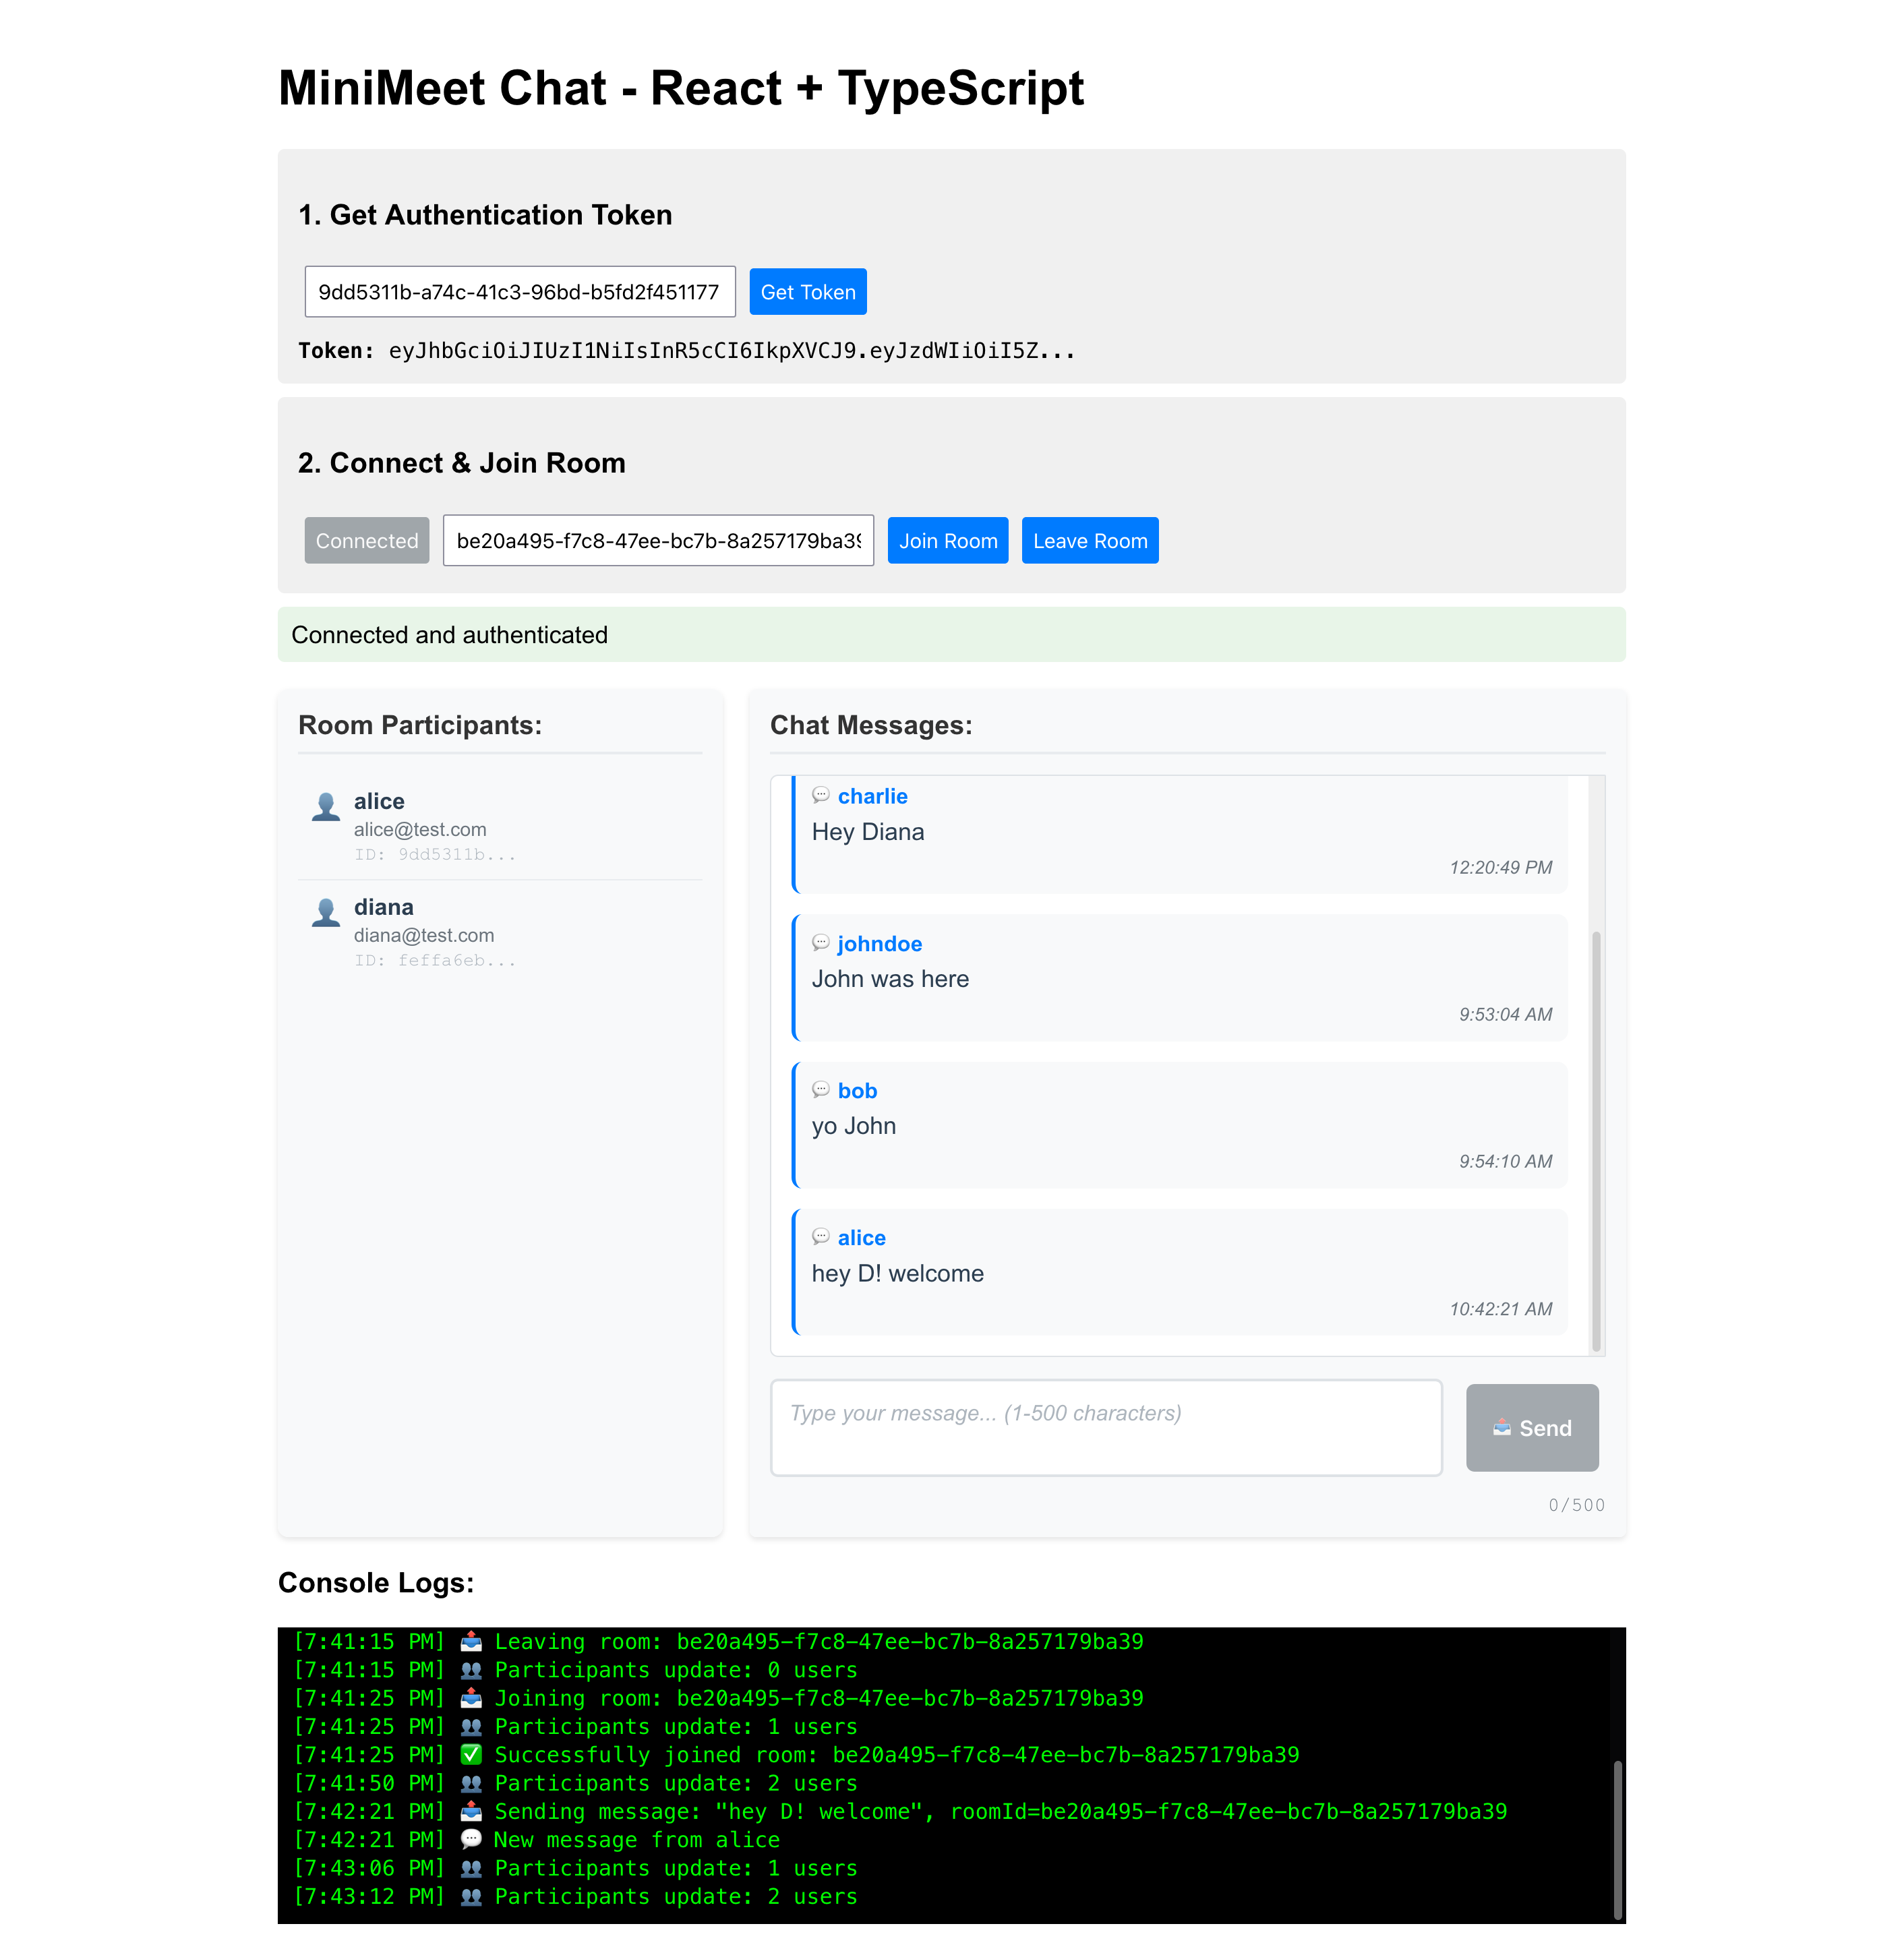 MiniMeet Chat - React + TypeScript
1. Get Authentication Token
9dd5311b-a74c-41c3-96bd-b5fd2f451177
Get Token
Token: eyJhbGciOiJIUzI1NiIsInR5cCI6IkpXVCJ9.eyJzdWIiOiI5Z...
2. Connect & Join Room
Connected
be20a495-f7c8-47ee-bc7b-8a257179ba39
Join Room
Leave Room
Connected and authenticated
Room Participants:
alice
alice@test.com
ID: 9dd5311b...
diana
diana@test.com
ID: feffa6eb...
Chat Messages:
💬 charlie
Hey Diana
12:20:49 PM
💬 johndoe
John was here
9:53:04 AM
💬 bob
yo John
9:54:10 AM
💬 alice
hey D! welcome
10:42:21 AM
Type your message... (1-500 characters)
📤 Send
0/500
Console Logs:
[7:41:15 PM] 📤 Leaving room: be20a495-f7c8-47ee-bc7b-8a257179ba39
[7:41:15 PM] 👥 Participants update: 0 users
[7:41:25 PM] 📤 Joining room: be20a495-f7c8-47ee-bc7b-8a257179ba39
[7:41:25 PM] 👥 Participants update: 1 users
[7:41:25 PM] ✅ Successfully joined room: be20a495-f7c8-47ee-bc7b-8a257179ba39
[7:41:50 PM] 👥 Participants update: 2 users
[7:42:21 PM] 📤 Sending message: "hey D! welcome", roomId=be20a495-f7c8-47ee-bc7b-8a257179ba39
[7:42:21 PM] 💬 New message from alice
[7:43:06 PM] 👥 Participants update: 1 users
[7:43:12 PM] 👥 Participants update: 2 users